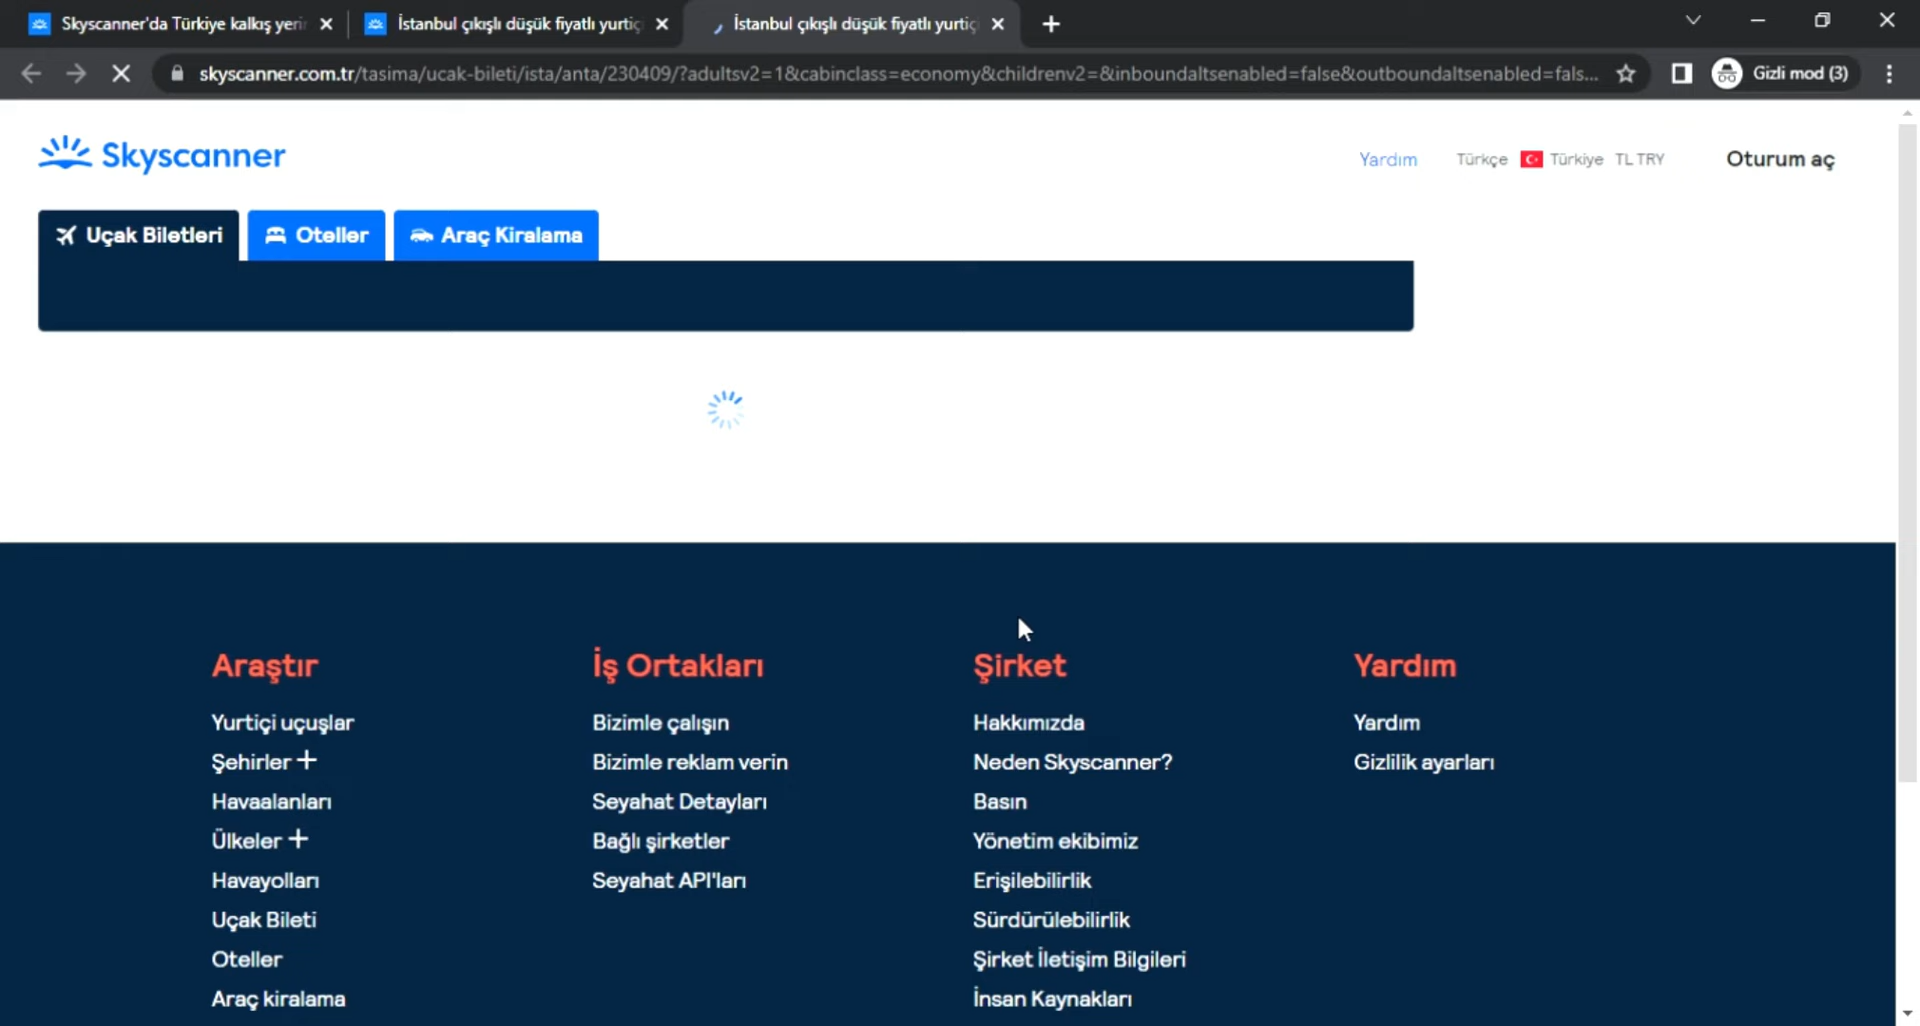 Skyscanner'da Türkiye kalkış yeri
İstanbul çıkışlı düşük fiyatlı yurtiç
İstanbul çıkışlı düşük fiyatlı yurtiç
skyscanner.com.tr/tasima/ucak-bileti/ista/anta/230409/?adultsv2=1&cabinclass=economy&childrenv2=&inboundaltsenabled=false&outboundaltsenabled=fals...
Gizli mod (3)
Skyscanner
Yardım
Türkçe
Türkiye
TL TRY
Oturum aç
Uçak Biletleri
Oteller
Araç Kiralama
Araştır
Yurtiçi uçuşlar
Şehirler +
Havaalanları
Ülkeler +
Havayolları
Uçak Bileti
Oteller
Araç kiralama
İş Ortakları
Bizimle çalışın
Bizimle reklam verin
Seyahat Detayları
Bağlı şirketler
Seyahat API'ları
Şirket
Hakkımızda
Neden Skyscanner?
Basın
Yönetim ekibimiz
Erişilebilirlik
Sürdürülebilirlik
Şirket İletişim Bilgileri
İnsan Kaynakları
Yardım
Yardım
Gizlilik ayarları